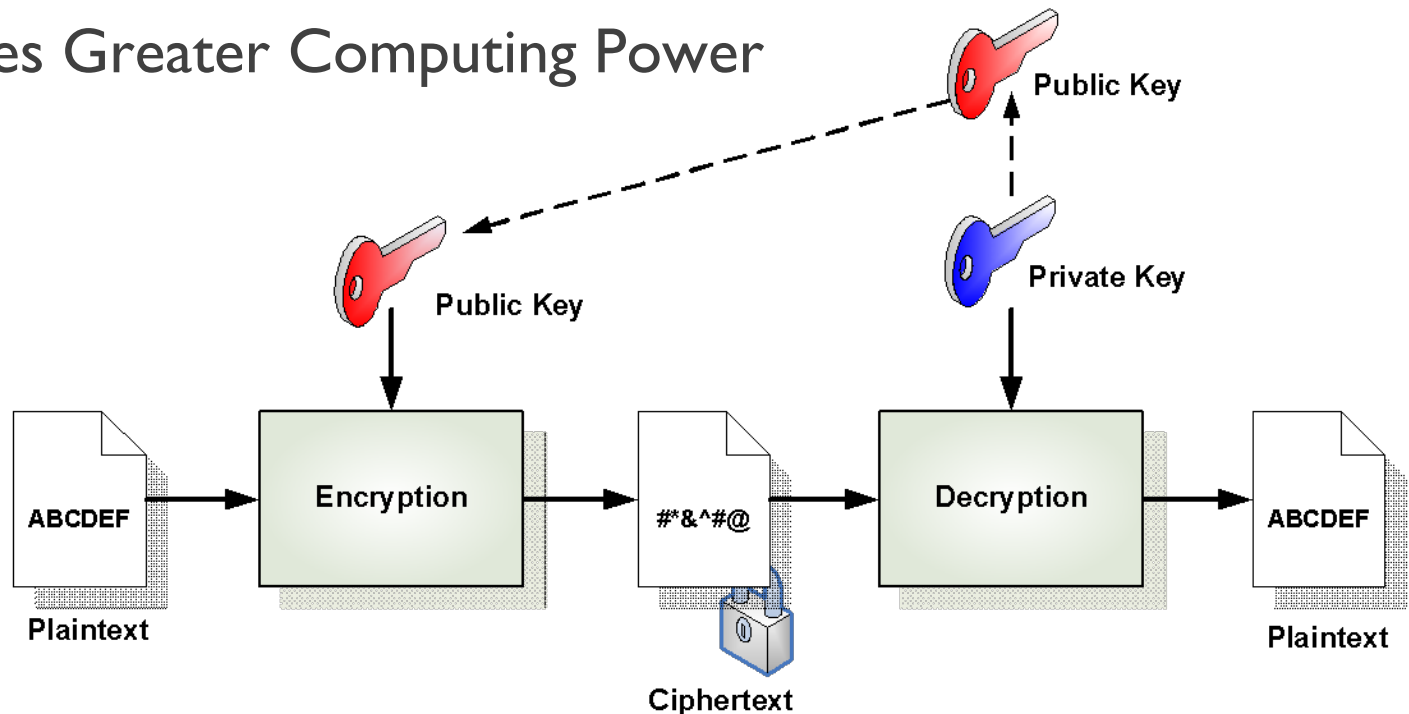 es Greater Computing Power
Public Key
Private Key
Public Key
ABCDEF
Encryption
#*&^#@
Decryption
ABCDEF
Plaintext
Plaintext
Ciphertext